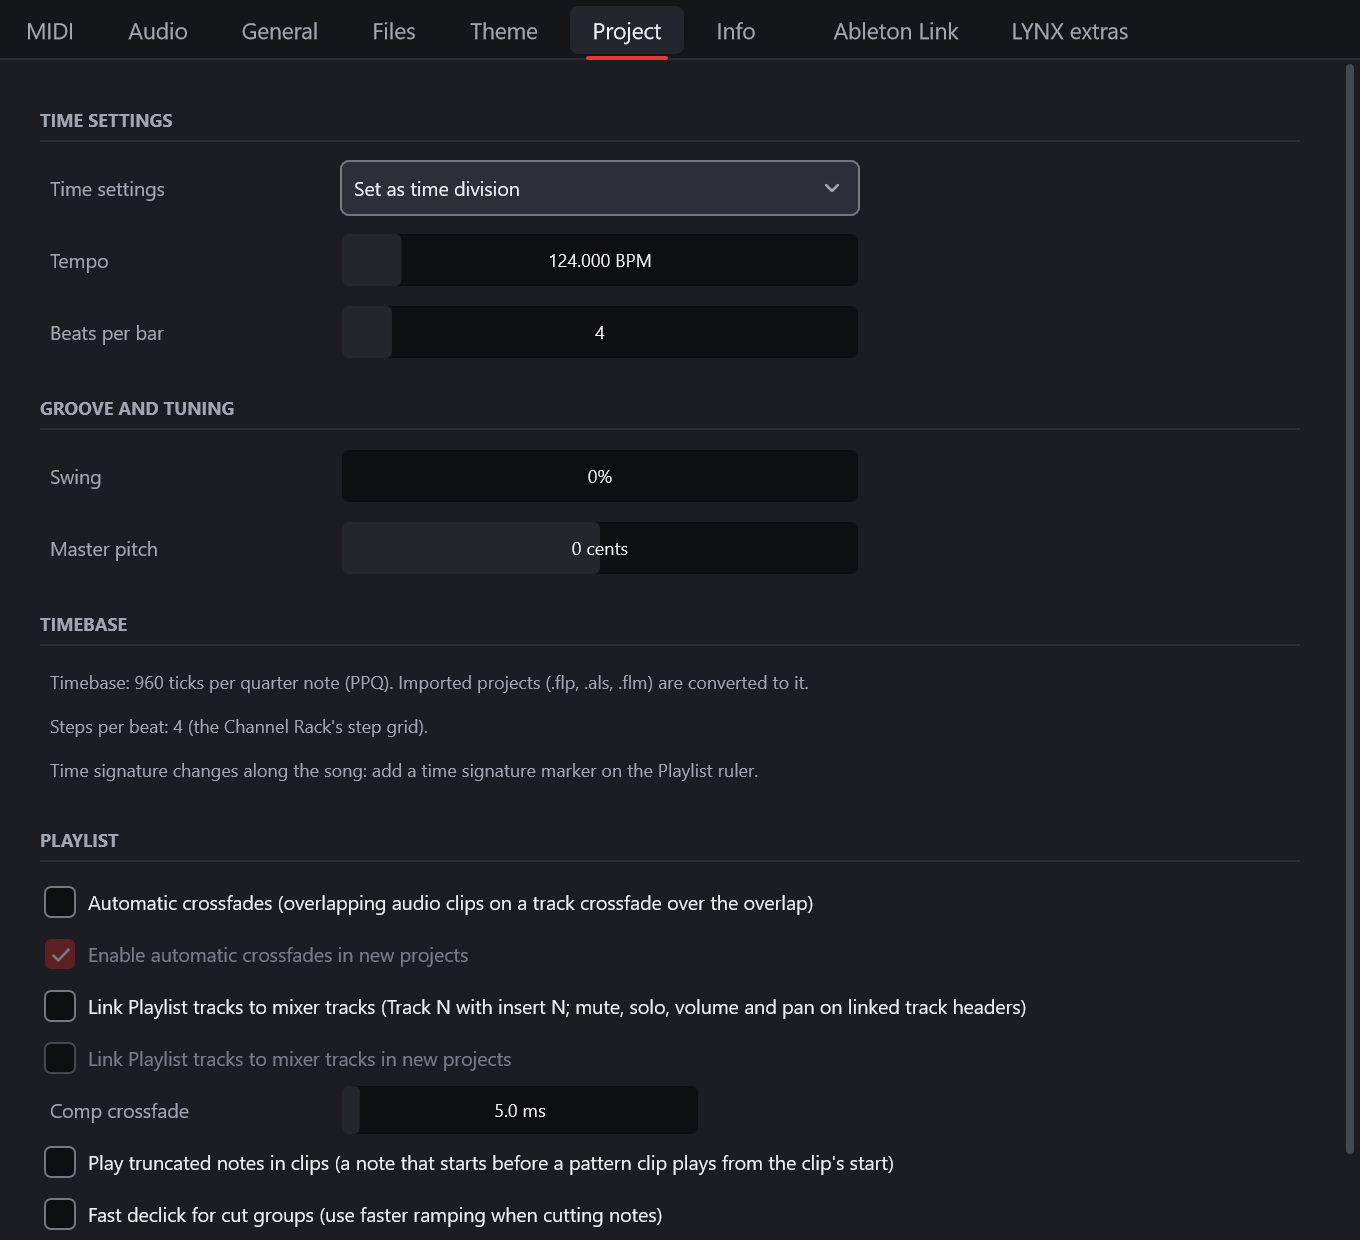 MIDI Audio General Files Theme Project Info Ableton Link LYNX extras
TIME SETTINGS
Time settings Set as time division
Tempo 124.000 BPM
Beats per bar 4
GROOVE AND TUNING
Swing 0%
Master pitch 0 cents
TIMEBASE
Timebase: 960 ticks per quarter note (PPQ). Imported projects (.flp, .als, .flm) are converted to it.
Steps per beat: 4 (the Channel Rack's step grid).
Time signature changes along the song: add a time signature marker on the Playlist ruler.
PLAYLIST
Automatic crossfades (overlapping audio clips on a track crossfade over the overlap)
Enable automatic crossfades in new projects
Link Playlist tracks to mixer tracks (Track N with insert N; mute, solo, volume and pan on linked track headers)
Link Playlist tracks to mixer tracks in new projects
Comp crossfade 5.0 ms
Play truncated notes in clips (a note that starts before a pattern clip plays from the clip's start)
Fast declick for cut groups (use faster ramping when cutting notes)